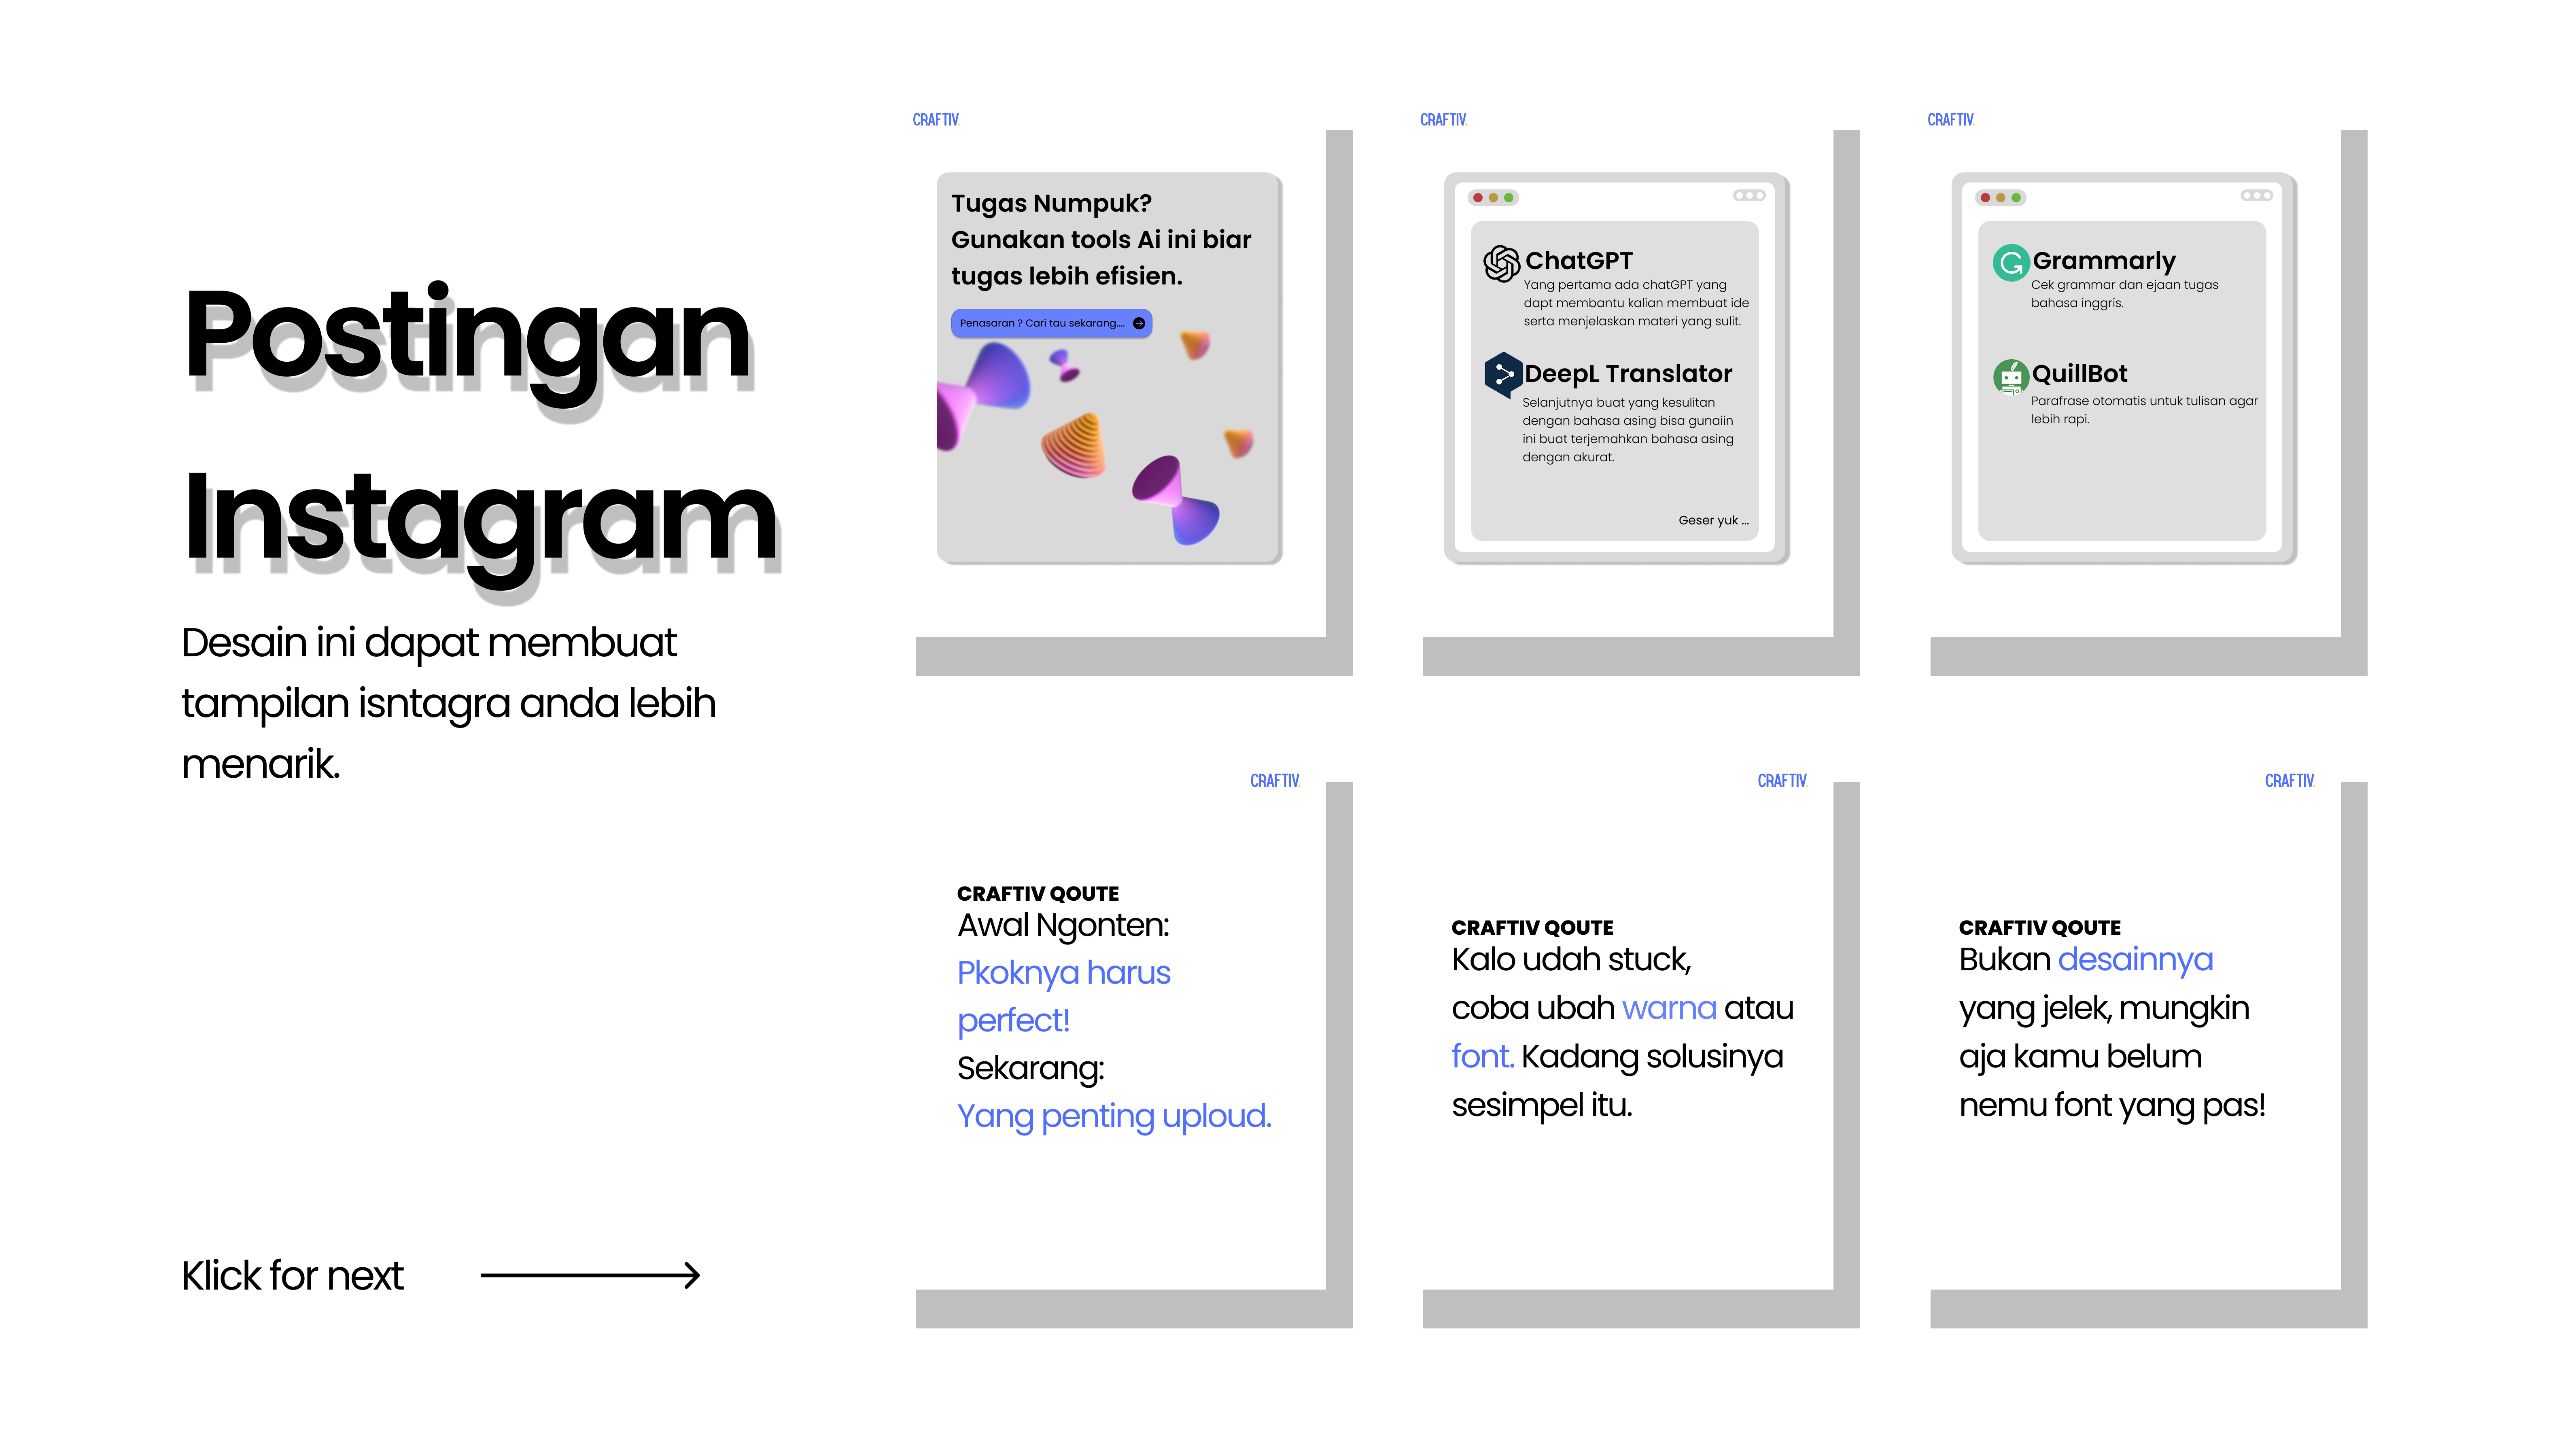 Postingan
Instagram
Desain ini dapat membuat
tampilan isntagra anda lebih
menarik.
Klick for next
CRAFTIV.
Tugas Numpuk?
Gunakan tools Ai ini biar
tugas lebih efisien.
Penasaran ? Cari tau sekarang....
CRAFTIV.
ChatGPT
Yang pertama ada chatGPT yang
dapt membantu kalian membuat ide
serta menjelaskan materi yang sulit.
DeepL Translator
Selanjutnya buat yang kesulitan
dengan bahasa asing bisa gunaiin
ini buat terjemahkan bahasa asing
dengan akurat.
Geser yuk ...
CRAFTIV.
Grammarly
Cek grammar dan ejaan tugas
bahasa inggris.
QuillBot
Parafrase otomatis untuk tulisan agar
lebih rapi.
CRAFTIV.
CRAFTIV QOUTE
Awal Ngonten:
Pkoknya harus
perfect!
Sekarang:
Yang penting uploud.
CRAFTIV.
CRAFTIV QOUTE
Kalo udah stuck,
coba ubah warna atau
font. Kadang solusinya
sesimpel itu.
CRAFTIV.
CRAFTIV QOUTE
Bukan desainnya
yang jelek, mungkin
aja kamu belum
nemu font yang pas!